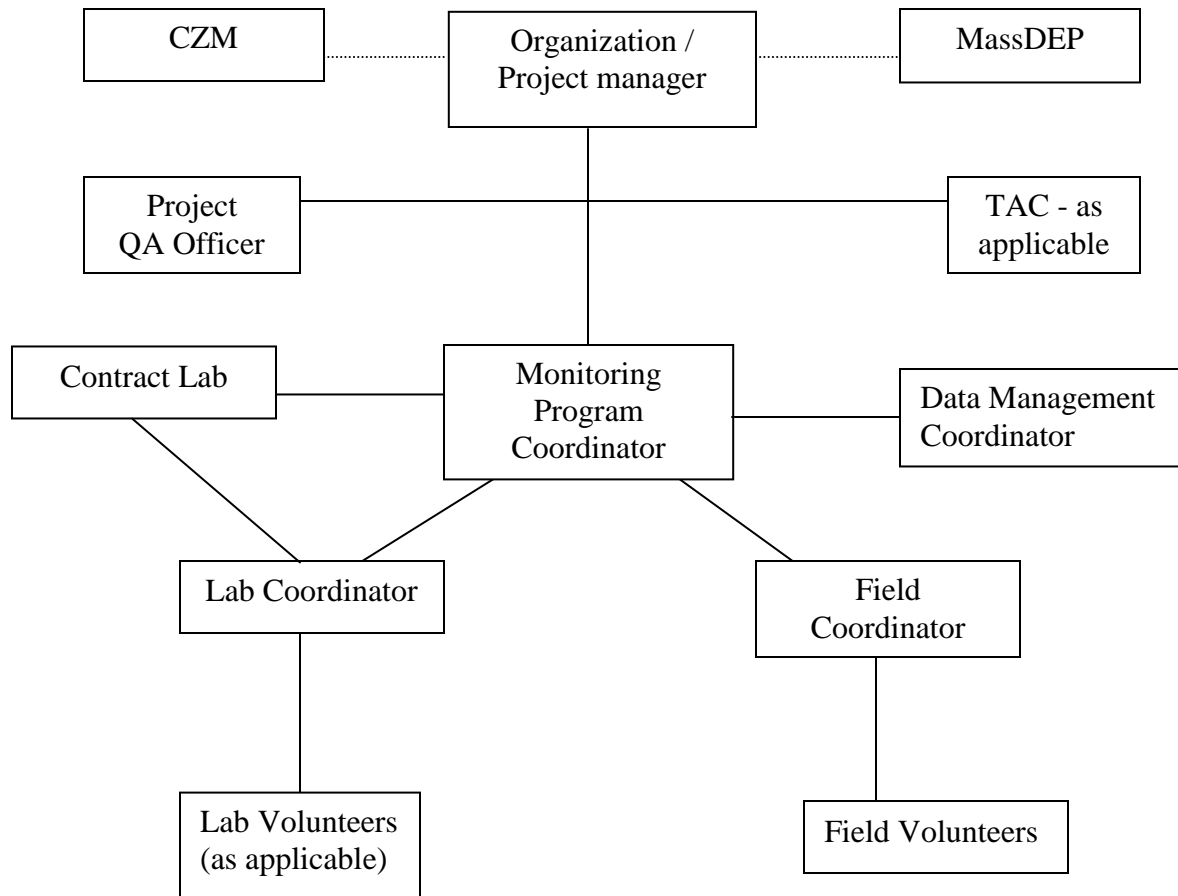 CZM
Organization /
Project manager
MassDEP
Project
QA Officer
TAC - as
applicable
Contract Lab
Monitoring
Program
Coordinator
Data Management
Coordinator
Lab Coordinator
Field
Coordinator
Lab Volunteers
(as applicable)
Field Volunteers